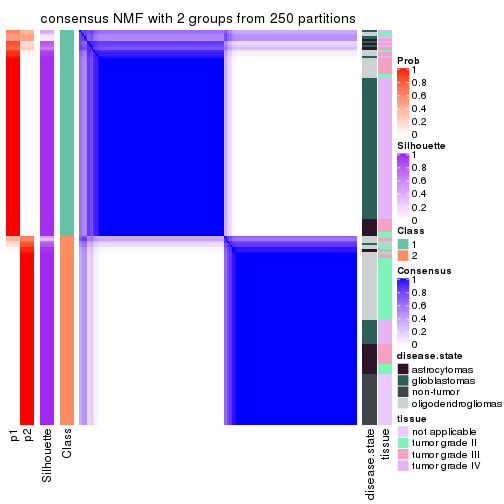 consensus NMF with 2 groups from 250 partitions
Prob
1
0.8
0.6
0.4
0.2
0
Silhouette
1
0.8
0.6
0.4
0.2
0
Class
1
2
Consensus
1
0.8
0.6
0.4
0.2
0
disease.state
astrocytomas
glioblastomas
non-tumor
oligodendrogliomas
tissue
not applicable
tumor grade II
tumor grade III
tumor grade IV
p1
p2
Silhouette
Class
disease.state
tissue